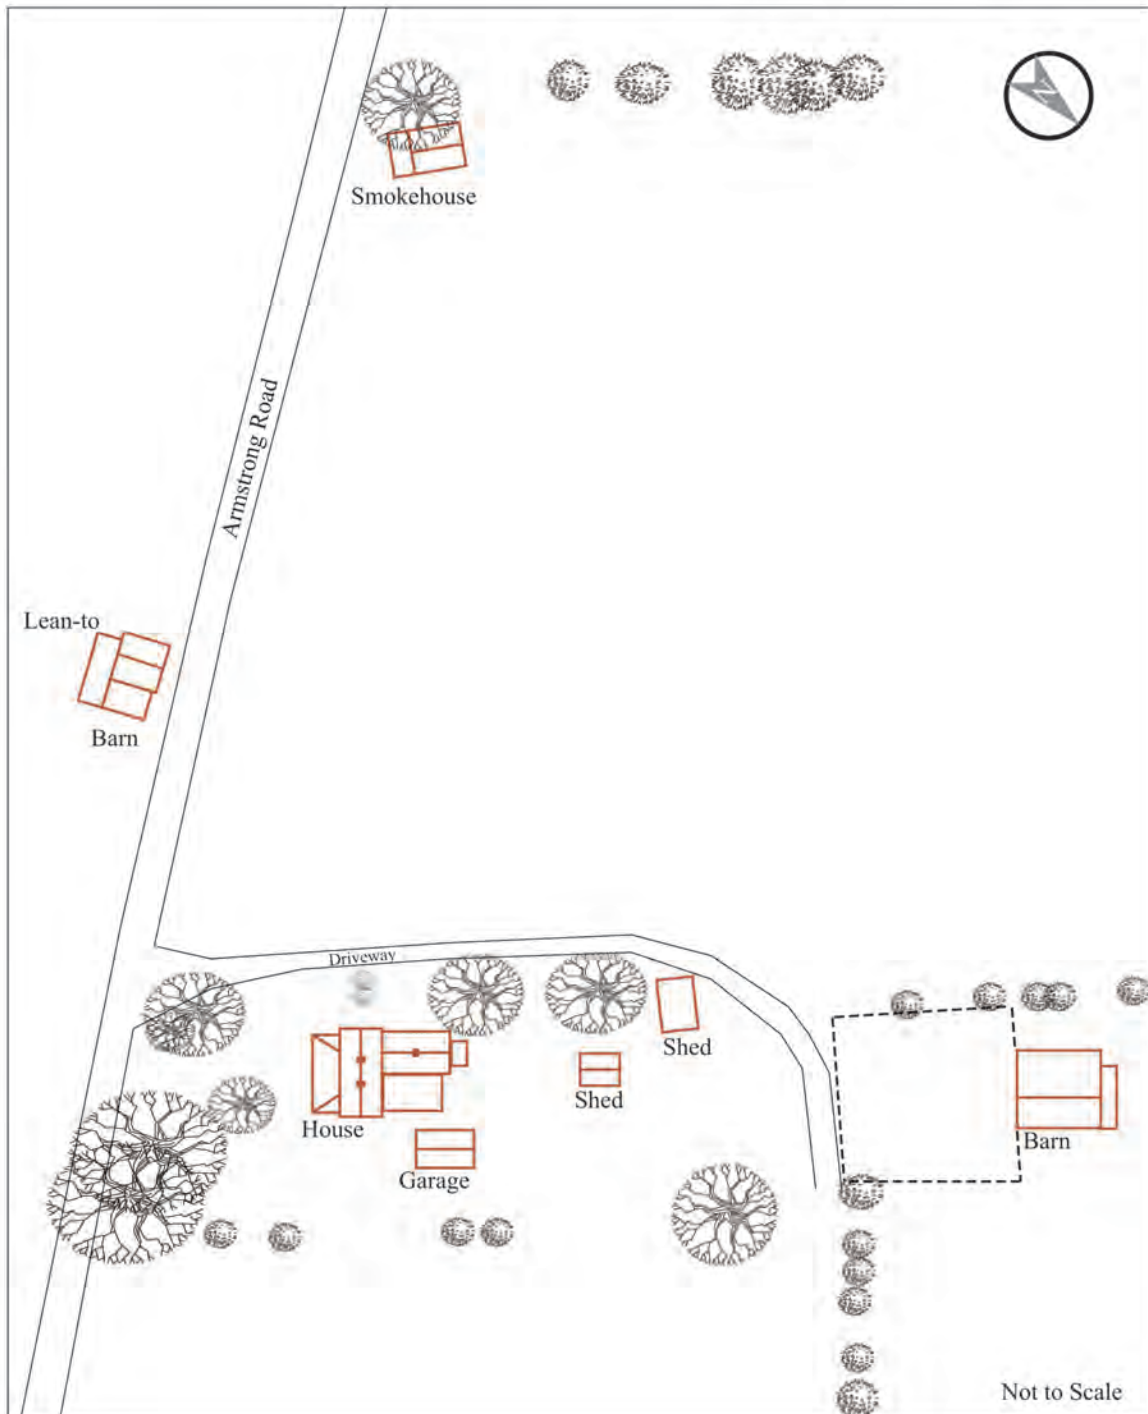 Smokehouse
N
Armstrong Road
Lean-to
Barn
Driveway
Shed
Shed
House
Garage
Barn
Not to Scale